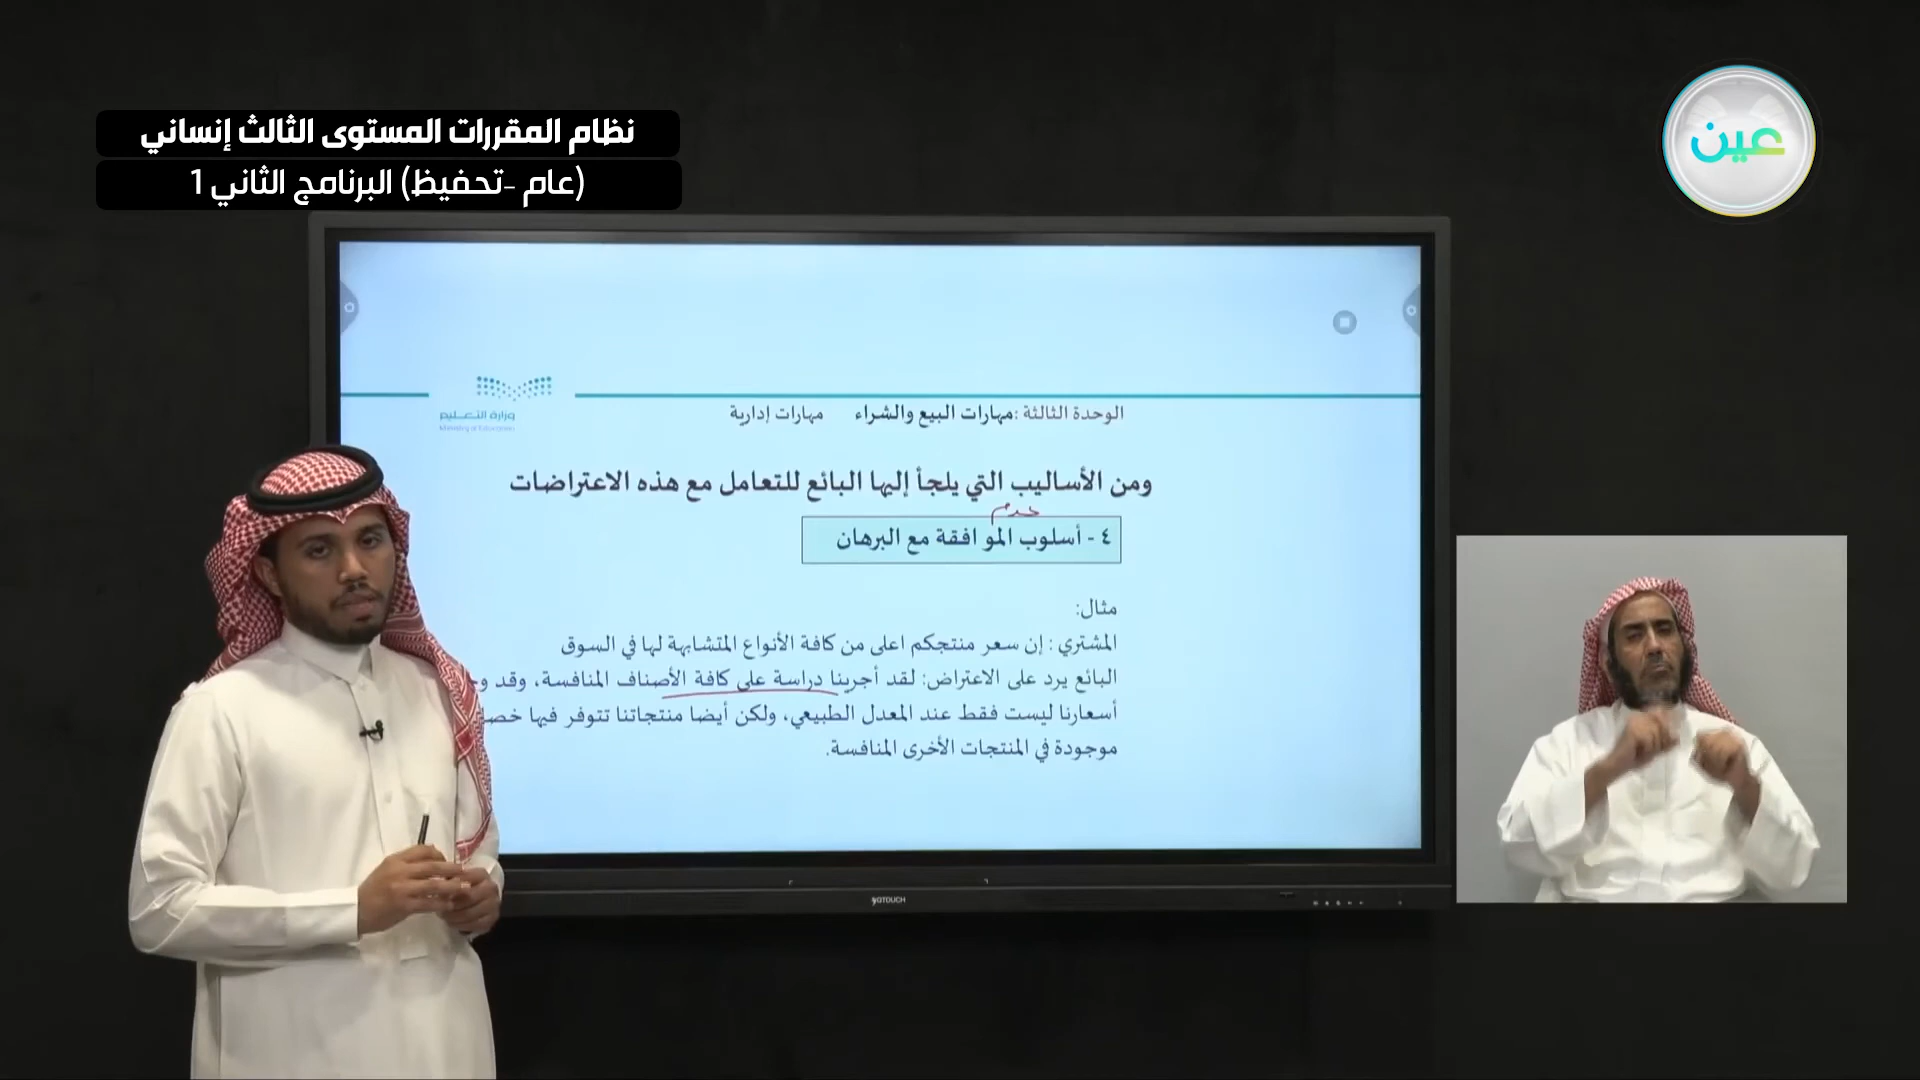 نظام المقررات المستوى الثالث إنساني
(عام -تحفيظ) البرنامج الثاني 1
عين
وزارة التعليم
Ministry of Education
الوحدة الثالثة :مهارات البيع والشراء مهارات إدارية
ومن الأساليب التي يلجأ إليها البائع للتعامل مع هذه الاعتراضات
عدم
٤ - أسلوب المو افقة مع البرهان
مثال:
المشتري : إن سعر منتجكم اعلى من كافة الأنواع المتشابهة لها في السوق
البائع يرد على الاعتراض: لقد أجرينا دراسة على كافة الأصناف المنافسة، وقد
أسعارنا ليست فقط عند المعدل الطبيعي، ولكن أيضا منتجاتنا تتوفر فيها
موجودة في المنتجات الأخرى المنافسة.